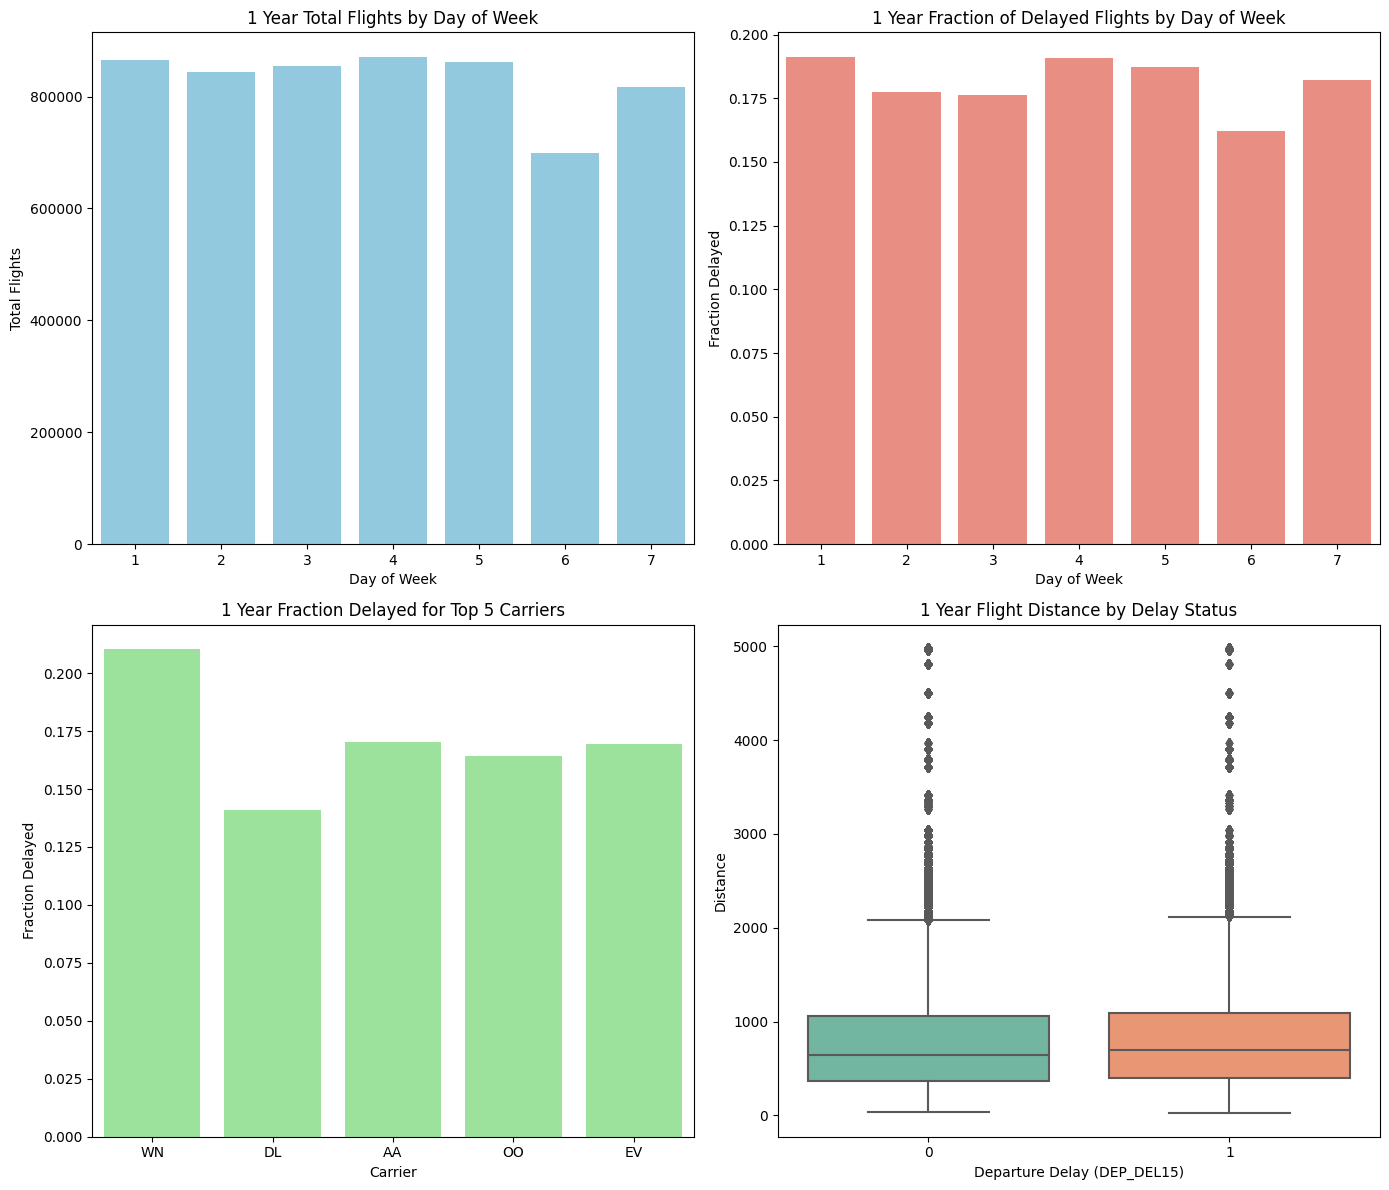 1 Year Total Flights by Day of Week
Total Flights
800000
600000
400000
200000
0
1 2 3 4 5 6 7
Day of Week
1 Year Fraction of Delayed Flights by Day of Week
Fraction Delayed
0.200
0.175
0.150
0.125
0.100
0.075
0.050
0.025
0.000
1 2 3 4 5 6 7
Day of Week
1 Year Fraction Delayed for Top 5 Carriers
Fraction Delayed
0.200
0.175
0.150
0.125
0.100
0.075
0.050
0.025
0.000
WN DL AA OO EV
Carrier
1 Year Flight Distance by Delay Status
Distance
5000
4000
3000
2000
1000
0
0 1
Departure Delay (DEP_DEL15)